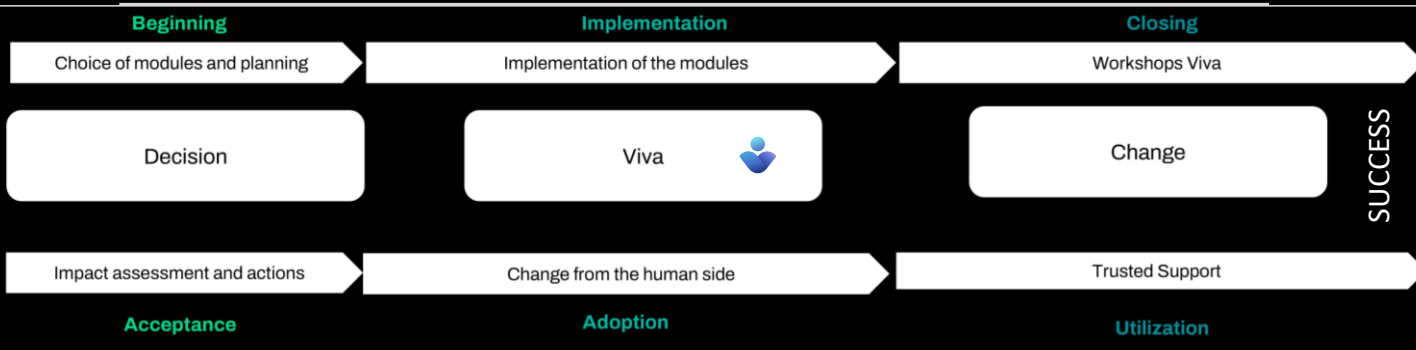 Beginning
Implementation
Closing
Choice of modules and planning
Implementation of the modules
Workshops Viva
Decision
Viva
Change
SUCCESS
Impact assessment and actions
Change from the human side
Trusted Support
Acceptance
Adoption
Utilization